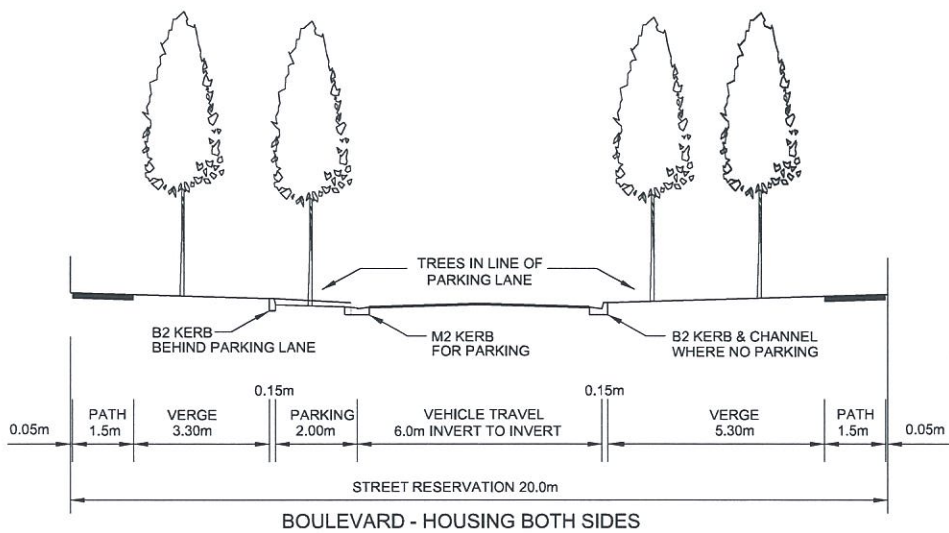 TREES IN LINE OF
PARKING LANE
B2 KERB
BEHIND PARKING LANE
M2 KERB
FOR PARKING
B2 KERB & CHANNEL
WHERE NO PARKING
0.05m
PATH
1.5m
VERGE
3.30m
0.15m
PARKING
2.00m
VEHICLE TRAVEL
6.0m INVERT TO INVERT
0.15m
VERGE
5.30m
PATH
1.5m
0.05m
STREET RESERVATION 20.0m
BOULEVARD - HOUSING BOTH SIDES